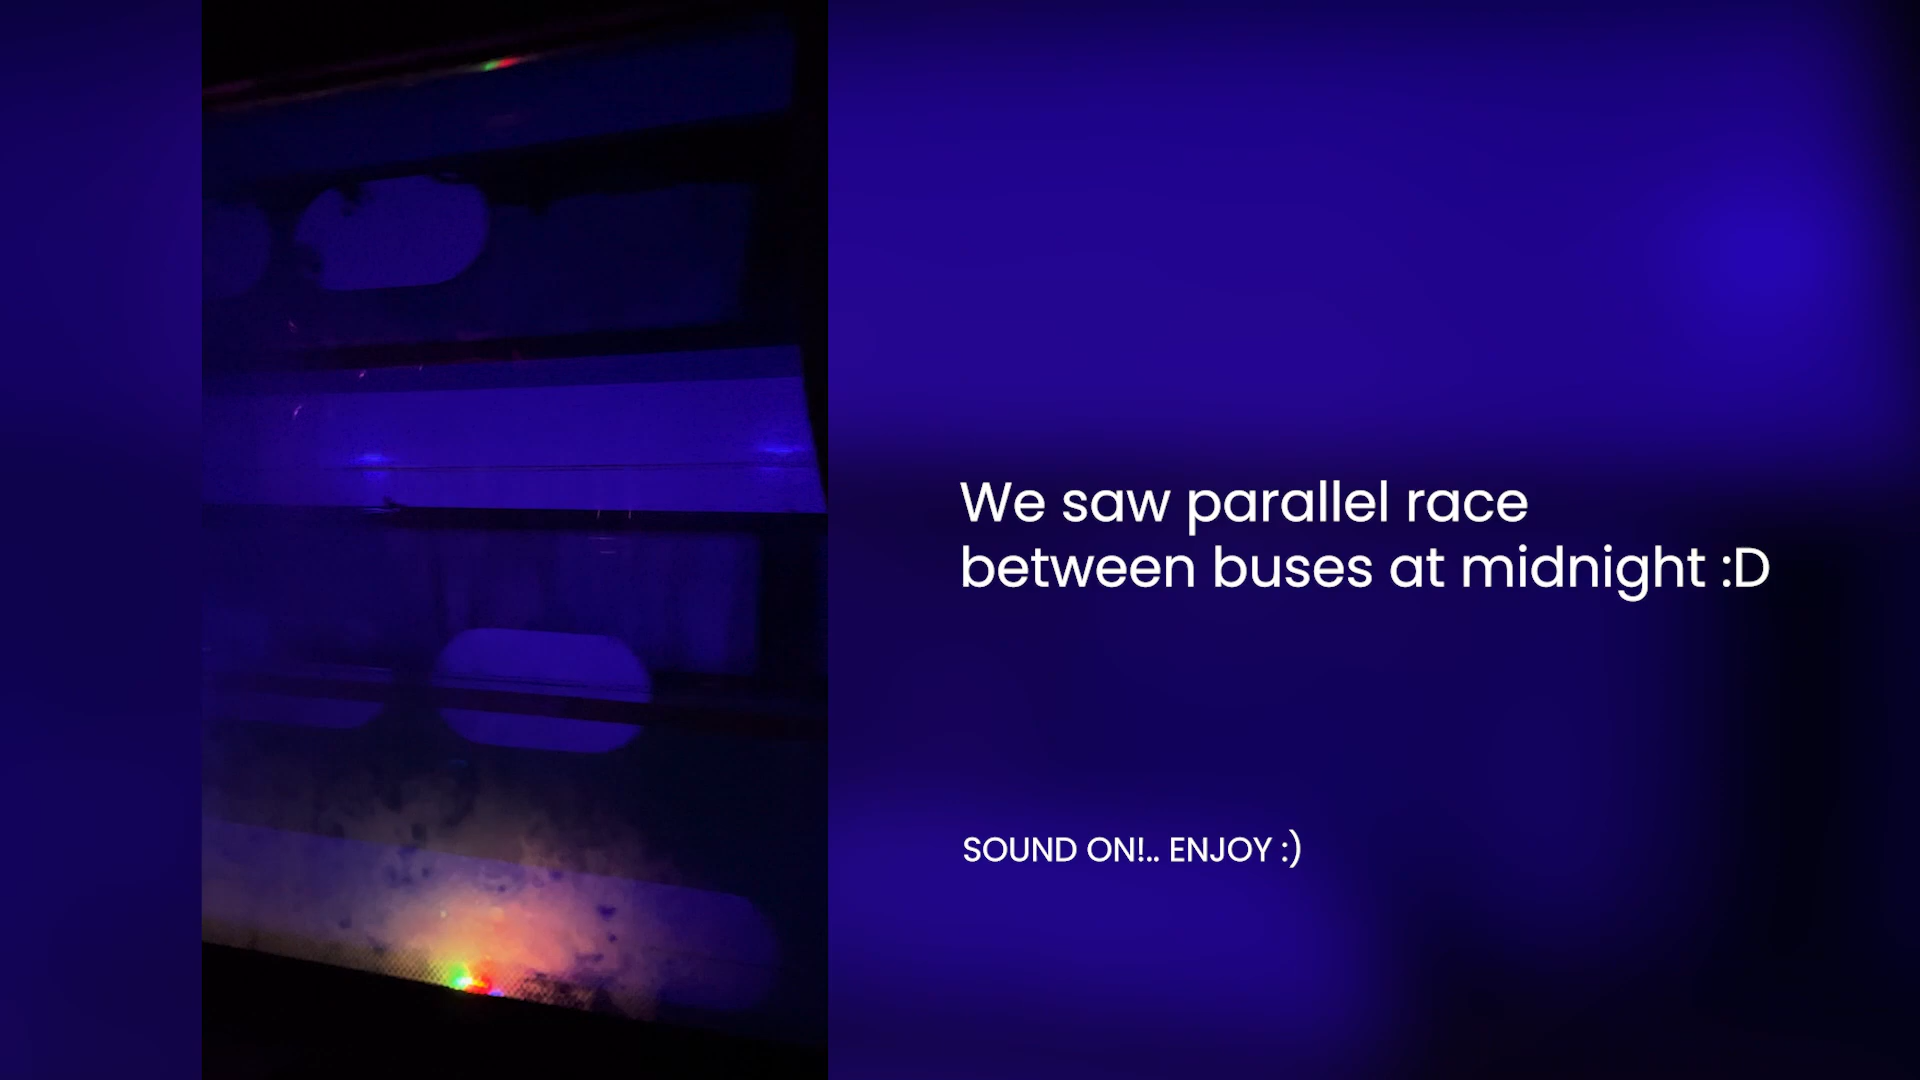 We saw parallel race
between buses at midnight :D
SOUND ON!.. ENJOY :)